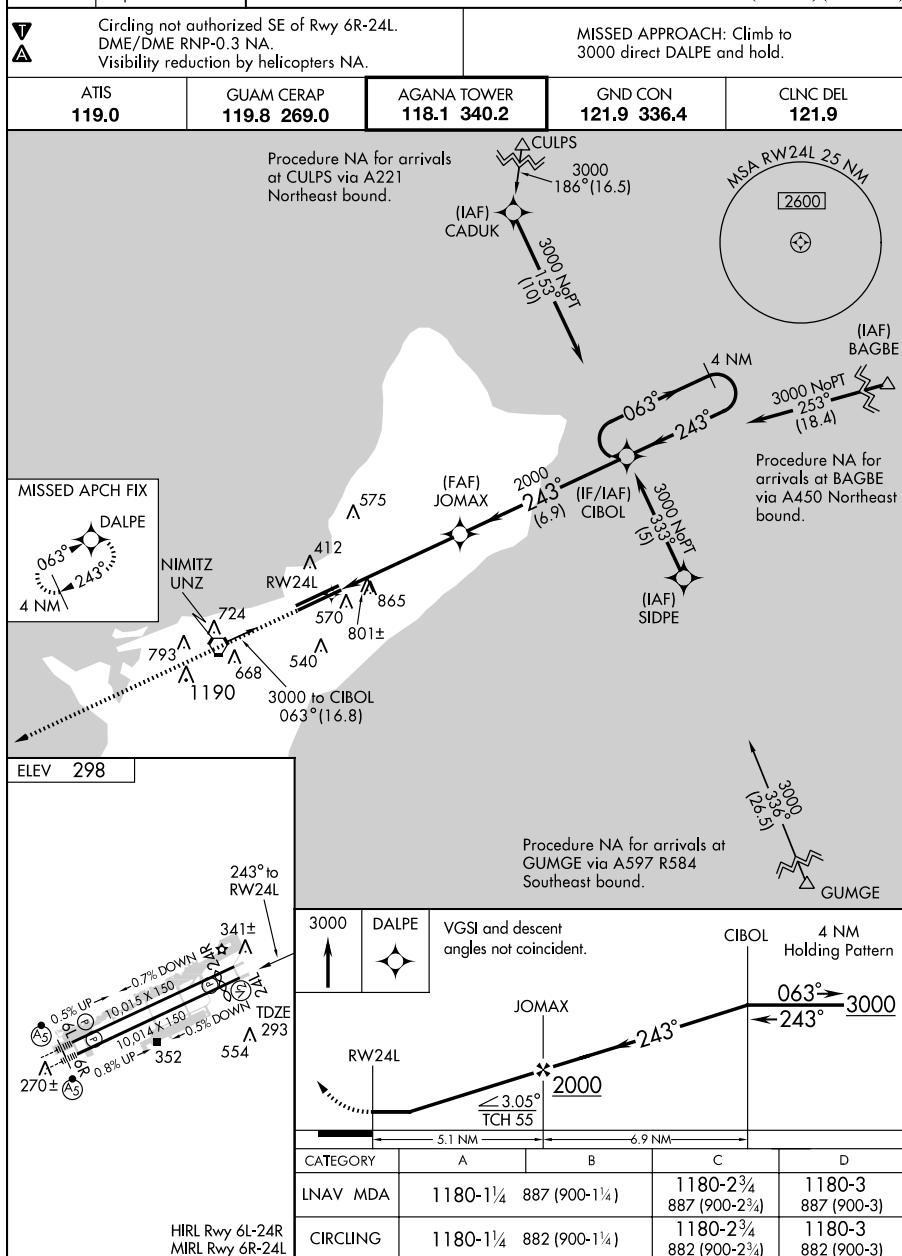 Circling not authorized SE of Rwy 6R-24L.
DME/DME RNP-0.3 NA.
Visibility reduction by helicopters NA.
MISSED APPROACH: Climb to
3000 direct DALPE and hold.
T
A
ATIS
119.0
GUAM CERAP
119.8 269.0
AGANA TOWER
118.1 340.2
GND CON
121.9 336.4
CLNC DEL
121.9
Procedure NA for arrivals
at CULPS via A221
Northeast bound.
CULPS
3000
186° (16.5)
(IAF)
CADUK
3000 NoPT
153°
(10)
MSA RW24L 25 NM
2600
(IAF)
BAGBE
3000 NoPT
253°
(18.4)
Procedure NA for
arrivals at BAGBE
via A450 Northeast
bound.
4 NM
063°
243°
(IF/IAF)
CIBOL
2000
243°
(6.9)
(FAF)
JOMAX
3000 NoPT
333°
(5)
(IAF)
SIDPE
MISSED APCH FIX
DALPE
063°
243°
4 NM
575
412
RW24L
NIMITZ
UNZ
724
570
865
801±
793
668
540
1190
3000 to CIBOL
063° (16.8)
3000
336°
(26.5)
GUMGE
Procedure NA for arrivals at
GUMGE via A597 R584
Southeast bound.
ELEV 298
243° to
RW24L
341±
24R
24L
0.7% DOWN
0.5% UP
10,015 X 150
P
10,014 X 150
P
0.5% DOWN
0.8% UP
V2
TDZE
293
554
352
A5
6L
6R
A5
270±
HIRL Rwy 6L-24R
MIRL Rwy 6R-24L
3000
DALPE
VGSI and descent
angles not coincident.
CIBOL
4 NM
Holding Pattern
063°
243°
3000
JOMAX
243°
2000
RW24L
3.05°
TCH 55
5.1 NM
6.9 NM
CATEGORY A B C D
LNAV MDA 1180-1¼ 887 (900-1¼) 1180-2¾ 887 (900-2¾) 1180-3 887 (900-3)
CIRCLING 1180-1¼ 882 (900-1¼) 1180-2¾ 882 (900-2¾) 1180-3 882 (900-3)